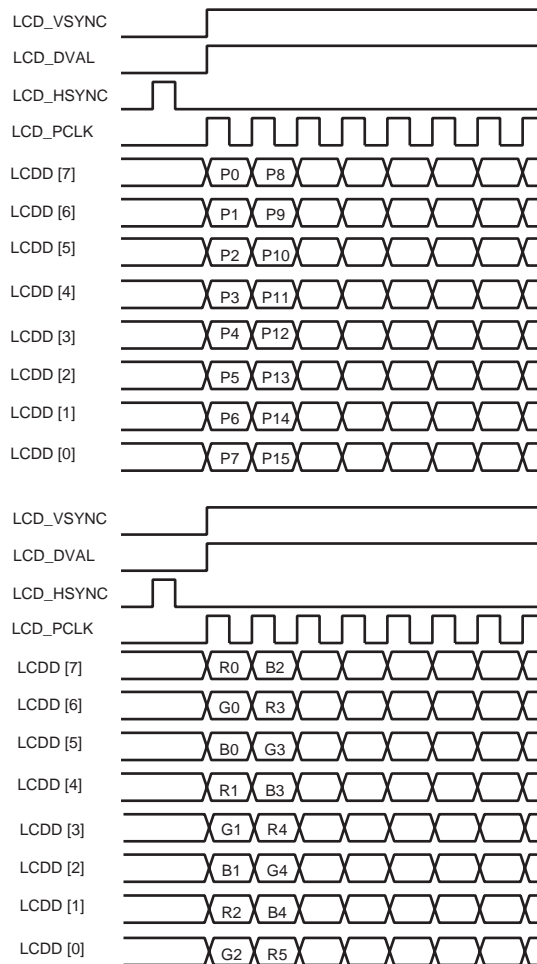 LCD_VSYNC
LCD_DVAL
LCD_HSYNC
LCD_PCLK
LCDD [7] P0 P8
LCDD [6] P1 P9
LCDD [5] P2 P10
LCDD [4] P3 P11
LCDD [3] P4 P12
LCDD [2] P5 P13
LCDD [1] P6 P14
LCDD [0] P7 P15
LCD_VSYNC
LCD_DVAL
LCD_HSYNC
LCD_PCLK
LCDD [7] R0 B2
LCDD [6] G0 R3
LCDD [5] B0 G3
LCDD [4] R1 B3
LCDD [3] G1 R4
LCDD [2] B1 G4
LCDD [1] R2 B4
LCDD [0] G2 R5